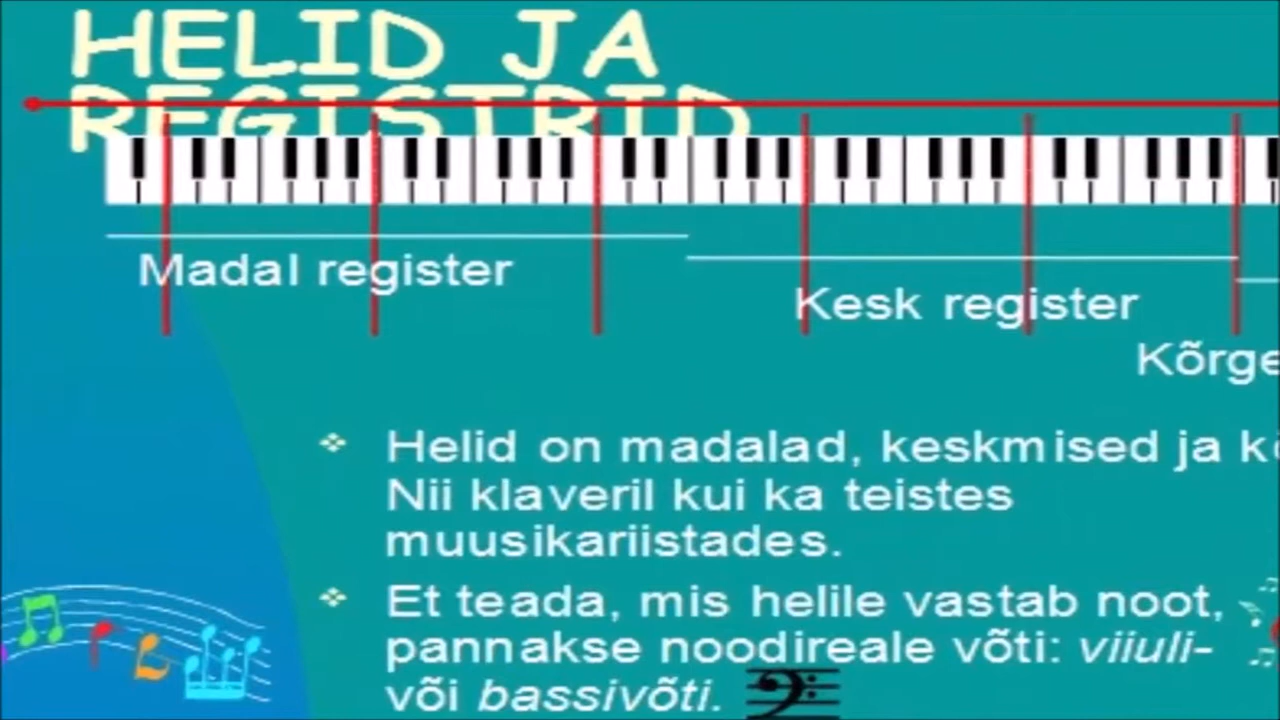 HELID JA
REGISTRID
Madal register
Kesk register
Helid on madalad, keskmised ja
Nii klaveril kui ka teistes
muusikariistades.
Et teada, mis helile vastab noot,
pannakse noodireale võti: viiuli-
või bassivõti.